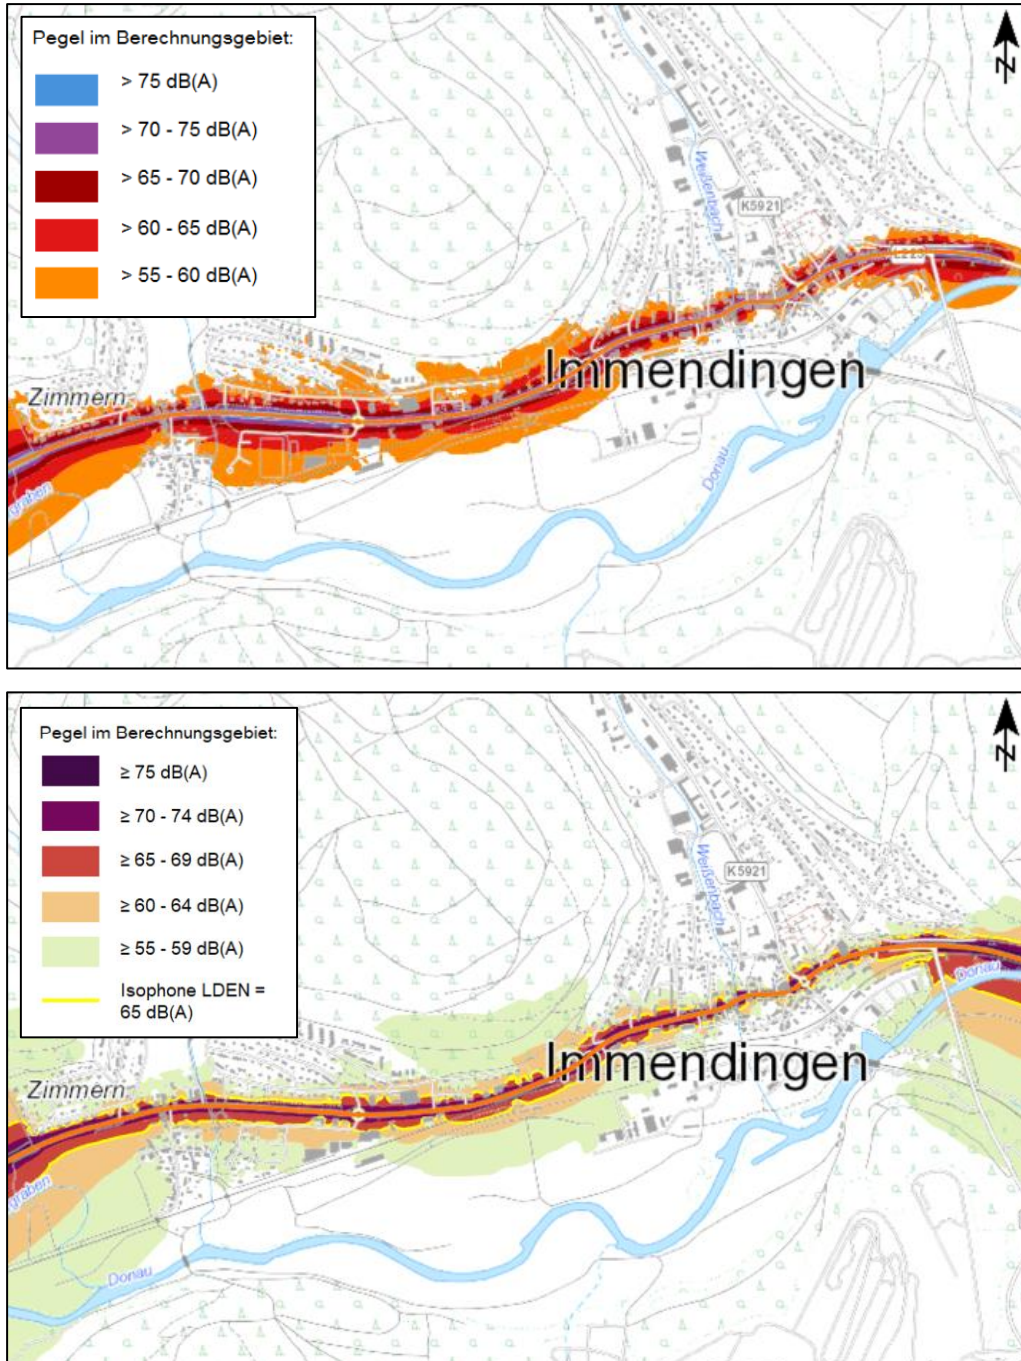 Pegel im Berechnungsgebiet:
> 75 dB(A)
> 70 - 75 dB(A)
> 65 - 70 dB(A)
> 60 - 65 dB(A)
> 55 - 60 dB(A)
N
Weißenbach
K5921
Immendingen
Zimmern
Donau
graben
Pegel im Berechnungsgebiet:
≥ 75 dB(A)
≥ 70 - 74 dB(A)
≥ 65 - 69 dB(A)
≥ 60 - 64 dB(A)
≥ 55 - 59 dB(A)
Isophone LDEN =
65 dB(A)
N
Weißenbach
K5921
Donau
Immendingen
Zimmern
graben
Donau